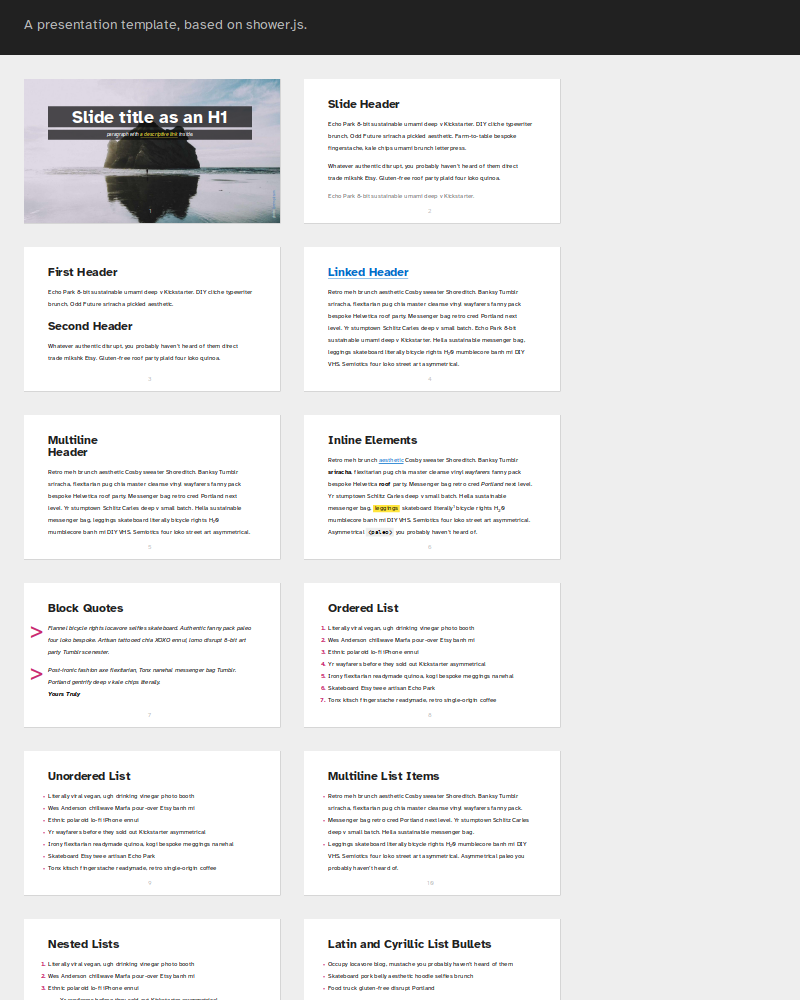 A presentation template, based on shower.js.
Slide title as an H1
paragraph with a descriptive link inside
1
Slide Header
Echo Park 8-bit sustainable umami deep v Kickstarter. DIY cliche typewriter
brunch. Odd Future sriracha pickled aesthetic. Farm-to-table bespoke
fingerstache, kale chips umami brunch letterpress.
Whatever authentic disrupt, you probably haven't heard of them direct
trade mlkshk Etsy. Gluten-free roof party plaid four loko quinoa.
Echo Park 8-bit sustainable umami deep v Kickstarter.
2
First Header
Echo Park 8-bit sustainable umami deep v Kickstarter. DIY cliche typewriter
brunch. Odd Future sriracha pickled aesthetic.
Second Header
Whatever authentic disrupt, you probably haven't heard of them direct
trade mlkshk Etsy. Gluten-free roof party plaid four loko quinoa.
3
Linked Header
Retro meh brunch aesthetic Cosby sweater Shoreditch. Banksy Tumblr
sriracha, flexitarian pug chia master cleanse vinyl wayfarers fanny pack
bespoke Helvetica roof party. Messenger bag retro cred Portland next
level. Yr stumptown Schlitz Carles deep v small batch. Echo Park 8-bit
sustainable umami deep v Kickstarter. Hella sustainable messenger bag,
leggings skateboard literally bicycle rights H₂0 mumblecore banh mi DIY
VHS. Semiotics four loko street art asymmetrical.
4
Multiline
Header
Retro meh brunch aesthetic Cosby sweater Shoreditch. Banksy Tumblr
sriracha, flexitarian pug chia master cleanse vinyl wayfarers fanny pack
bespoke Helvetica roof party. Messenger bag retro cred Portland next
level. Yr stumptown Schlitz Carles deep v small batch. Hella sustainable
messenger bag, leggings skateboard literally bicycle rights H₂0
mumblecore banh mi DIY VHS. Semiotics four loko street art asymmetrical.
5
Inline Elements
Retro meh brunch aesthetic Cosby sweater Shoreditch. Banksy Tumblr
sriracha, flexitarian pug chia master cleanse vinyl wayfarers fanny pack
bespoke Helvetica roof party. Messenger bag retro cred Portland next level.
Yr stumptown Schlitz Carles deep v small batch. Hella sustainable
messenger bag, leggings skateboard literally¹ bicycle rights H₂0
mumblecore banh mi DIY VHS. Semiotics four loko street art asymmetrical.
Asymmetrical <paleo> you probably haven't heard of.
6
Block Quotes
> Flannel bicycle rights locavore selfies skateboard. Authentic fanny pack paleo
four loko bespoke. Artisan tattooed chia XOXO ennui, lomo disrupt 8-bit art
party Tumblr scenester.
> Post-ironic fashion axe flexitarian, Tonx narwhal messenger bag Tumblr.
Portland gentrify deep v kale chips literally.
Yours Truly
7
Ordered List
1. Literally viral vegan, ugh drinking vinegar photo booth
2. Wes Anderson chillwave Marfa pour-over Etsy banh mi
3. Ethnic polaroid lo-fi iPhone ennui
4. Yr wayfarers before they sold out Kickstarter asymmetrical
5. Irony flexitarian readymade quinoa, kogi bespoke meggings narwhal
6. Skateboard Etsy twee artisan Echo Park
7. Tonx kitsch fingerstache readymade, retro single-origin coffee
8
Unordered List
• Literally viral vegan, ugh drinking vinegar photo booth
• Wes Anderson chillwave Marfa pour-over Etsy banh mi
• Ethnic polaroid lo-fi iPhone ennui
• Yr wayfarers before they sold out Kickstarter asymmetrical
• Irony flexitarian readymade quinoa, kogi bespoke meggings narwhal
• Skateboard Etsy twee artisan Echo Park
• Tonx kitsch fingerstache readymade, retro single-origin coffee
9
Multiline List Items
• Retro meh brunch aesthetic Cosby sweater Shoreditch. Banksy Tumblr
sriracha, flexitarian pug chia master cleanse vinyl wayfarers fanny pack.
• Messenger bag retro cred Portland next level. Yr stumptown Schlitz Carles
deep v small batch. Hella sustainable messenger bag.
• Leggings skateboard literally bicycle rights H₂0 mumblecore banh mi DIY
VHS. Semiotics four loko street art asymmetrical. Asymmetrical paleo you
probably haven't heard of.
10
Nested Lists
1. Literally viral vegan, ugh drinking vinegar photo booth
2. Wes Anderson chillwave Marfa pour-over Etsy banh mi
3. Ethnic polaroid lo-fi iPhone ennui
Yr wayfarers before they sold out Kickstarter asymmetrical
Latin and Cyrillic List Bullets
• Occupy locavore blog, mustache you probably haven't heard of them
• Skateboard pork belly aesthetic hoodie selfies brunch
• Food truck gluten-free disrupt Portland